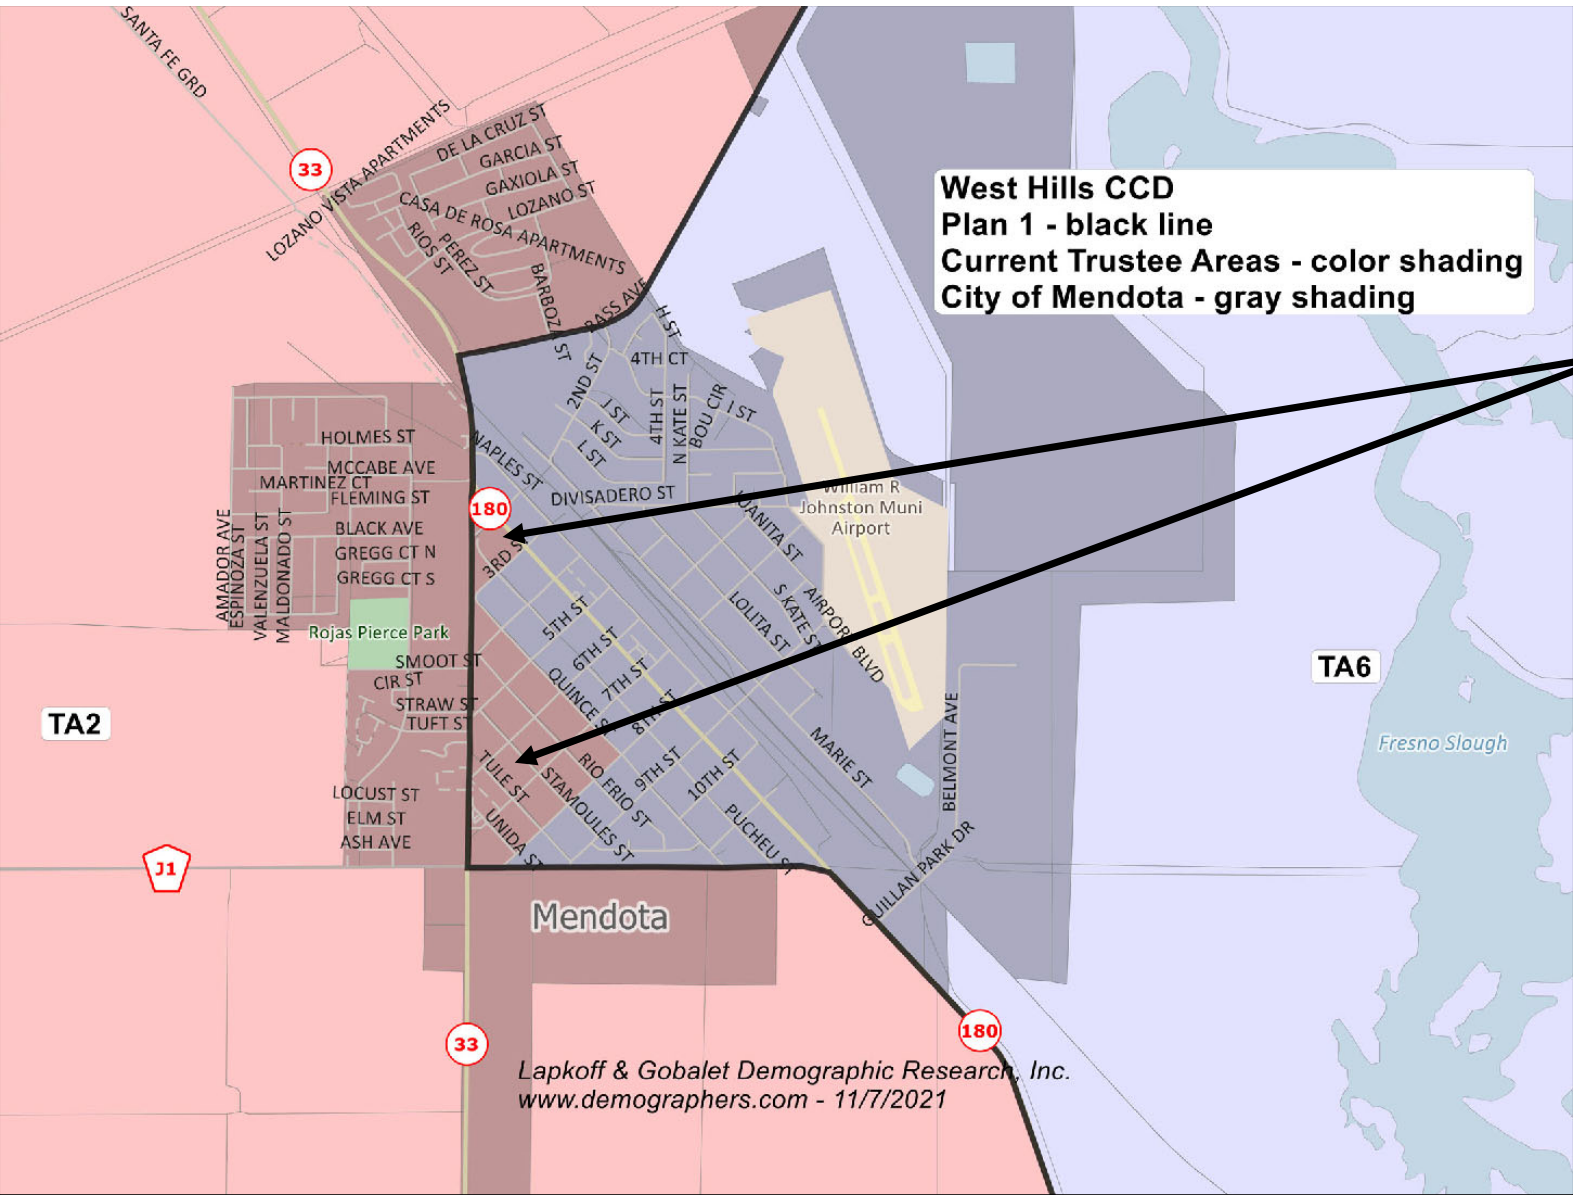 SANTA FE GRD
33
LOZANO VISTA APARTMENTS
DE LA CRUZ ST
GARCIA ST
GAXIOLA ST
LOZANO ST
CASA DE ROSA APARTMENTS
RIOS ST
PEREZ ST
BARBOZA ST
BASS AVE
West Hills CCD
Plan 1 - black line
Current Trustee Areas - color shading
City of Mendota - gray shading
H ST
4TH CT
2ND ST
J ST
K ST
L ST
4TH ST
N KATE ST
BOU CIR
I ST
HOLMES ST
MCCABE AVE
MARTINEZ CT
FLEMING ST
BLACK AVE
GREGG CT N
GREGG CT S
AMADOR AVE
ESPINOZA ST
VALENZUELA ST
MALDONADO ST
NAPLES ST
180
DIVISADERO ST
3RD ST
William R
Johnston Muni
Airport
JUANITA ST
S KATE ST
AIRPORT BLVD
LOLITA ST
Rojas Pierce Park
5TH ST
6TH ST
7TH ST
8TH ST
QUINCE ST
SMOOT ST
CIR ST
STRAW ST
TUFT ST
TA2
TA6
Fresno Slough
TULE ST
STAMOULES ST
RIO FRIO ST
9TH ST
10TH ST
MARIE ST
BELMONT AVE
LOCUST ST
ELM ST
ASH AVE
UNIDA ST
PUCHEU ST
GUILLAN PARK DR
J1
Mendota
33
180
Lapkoff & Gobalet Demographic Research, Inc.
www.demographers.com - 11/7/2021